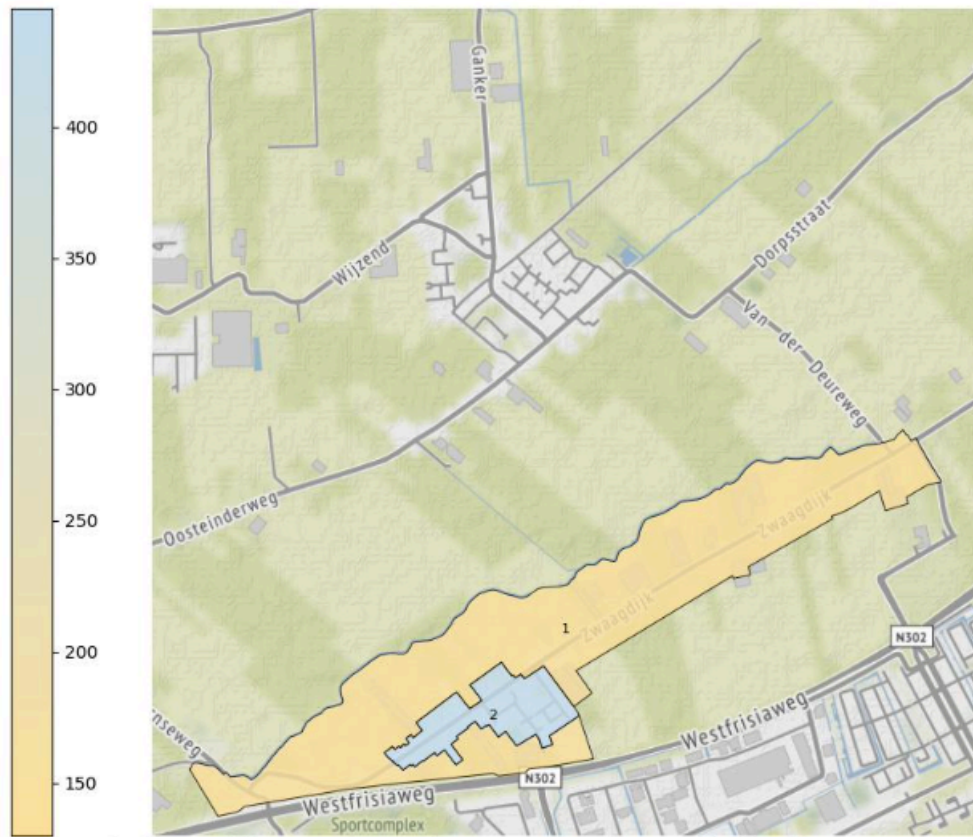 400
350
300
250
200
150
Ganker
Wijzend
Dorpsstraat
Van der Deureweg
Oosteinderweg
Zwaagdijk
1
Zwaagdijk
N302
2
Westfrisiaweg
N302
Westfrisiaweg
Sportcomplex